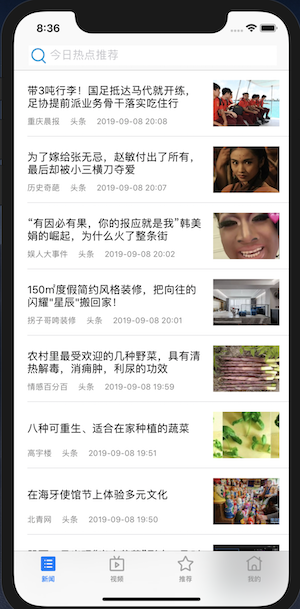 8:36
今日热点推荐
带3吨行李！国足抵达马代就开练，
足协提前派业务骨干落实吃住行
重庆晨报 头条 2019-09-08 20:08
为了嫁给张无忌，赵敏付出了所有，
最后却被小三横刀夺爱
历史奇葩 头条 2019-09-08 20:07
“有因必有果，你的报应就是我”韩美
娟的崛起，为什么火了整条街
娱人大事件 头条 2019-09-08 20:02
150㎡度假简约风格装修，把向往的
闪耀"星辰"搬回家！
拐子哥咵装修 头条 2019-09-08 20:01
农村里最受欢迎的几种野菜，具有清
热解毒，消痈肿，利尿的功效
情感百分百 头条 2019-09-08 19:59
八种可重生、适合在家种植的蔬菜
高宇楼 头条 2019-09-08 19:51
在海牙使馆节上体验多元文化
北青网 头条 2019-09-08 19:50
新闻 视频 推荐 我的